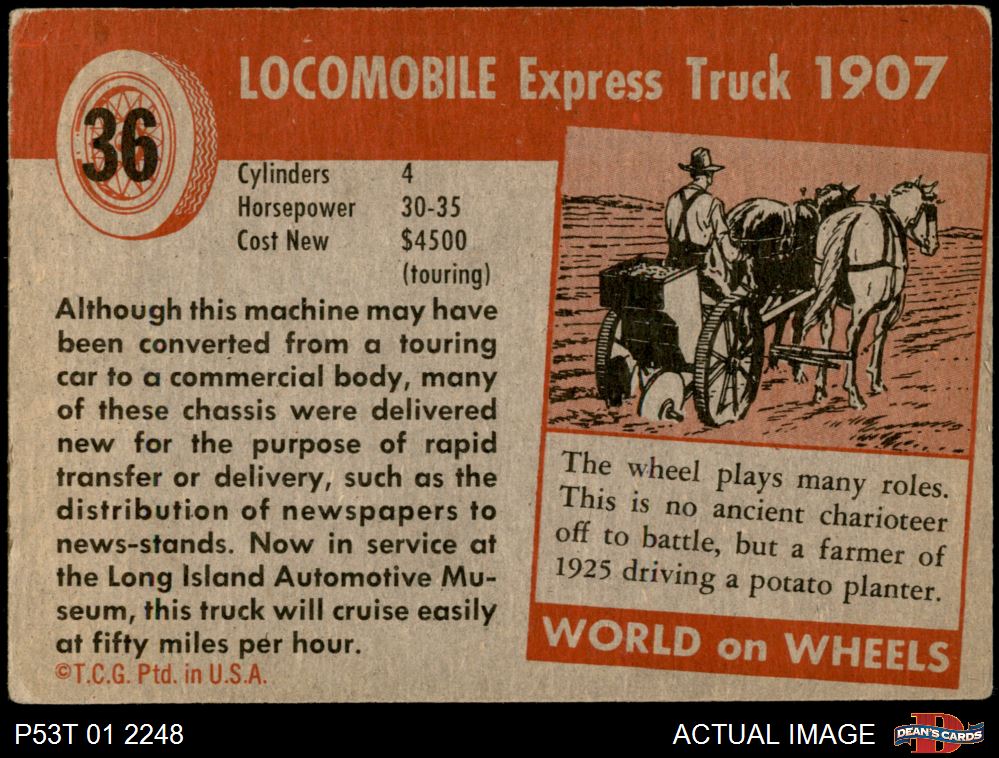 36
LOCOMOBILE Express Truck 1907
Cylinders 4
Horsepower 30-35
Cost New $4500
(touring)
Although this machine may have
been converted from a touring
car to a commercial body, many
of these chassis were delivered
new for the purpose of rapid
transfer or delivery, such as the
distribution of newspapers to
news-stands. Now in service at
the Long Island Automotive Mu-
seum, this truck will cruise easily
at fifty miles per hour.
©T.C.G. Ptd. in U.S.A.
The wheel plays many roles.
This is no ancient charioteer
off to battle, but a farmer of
1925 driving a potato planter.
WORLD on WHEELS
P53T 01 2248
ACTUAL IMAGE
D
DEAN'S CARDS